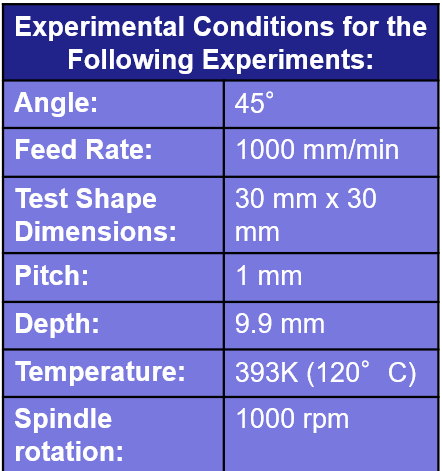 Experimental Conditions for the
Following Experiments:
Angle: 45°
Feed Rate: 1000 mm/min
Test Shape 30 mm x 30
Dimensions: mm
Pitch: 1 mm
Depth: 9.9 mm
Temperature: 393K (120° C)
Spindle 1000 rpm
rotation: